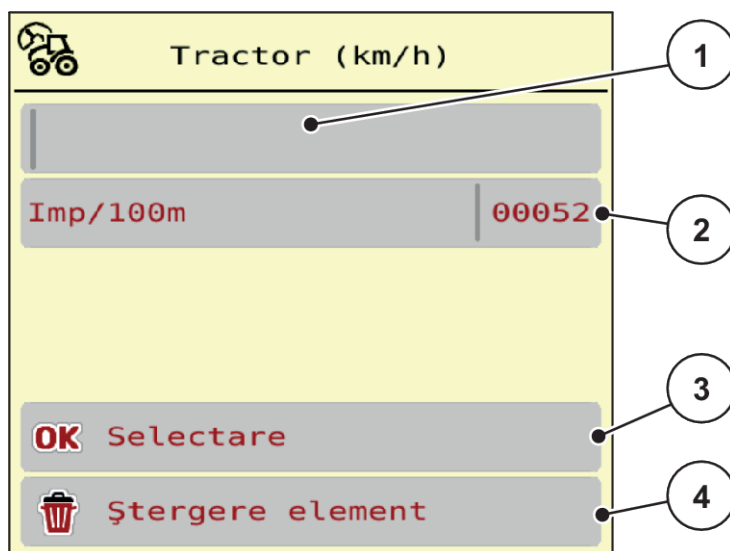 Tractor (km/h)
1
Imp/100m 00052
2
OK Selectare
3
Ştergere element
4